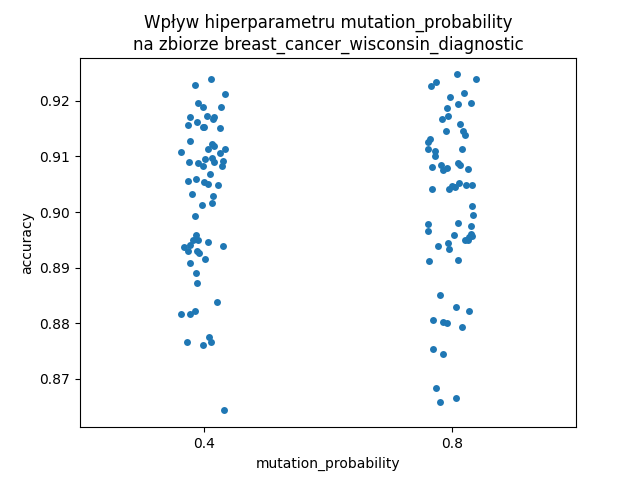 Wpływ hiperparametru mutation_probability
na zbiorze breast_cancer_wisconsin_diagnostic
0.92
0.91
0.90
0.89
0.88
0.87
accuracy
0.4
0.8
mutation_probability